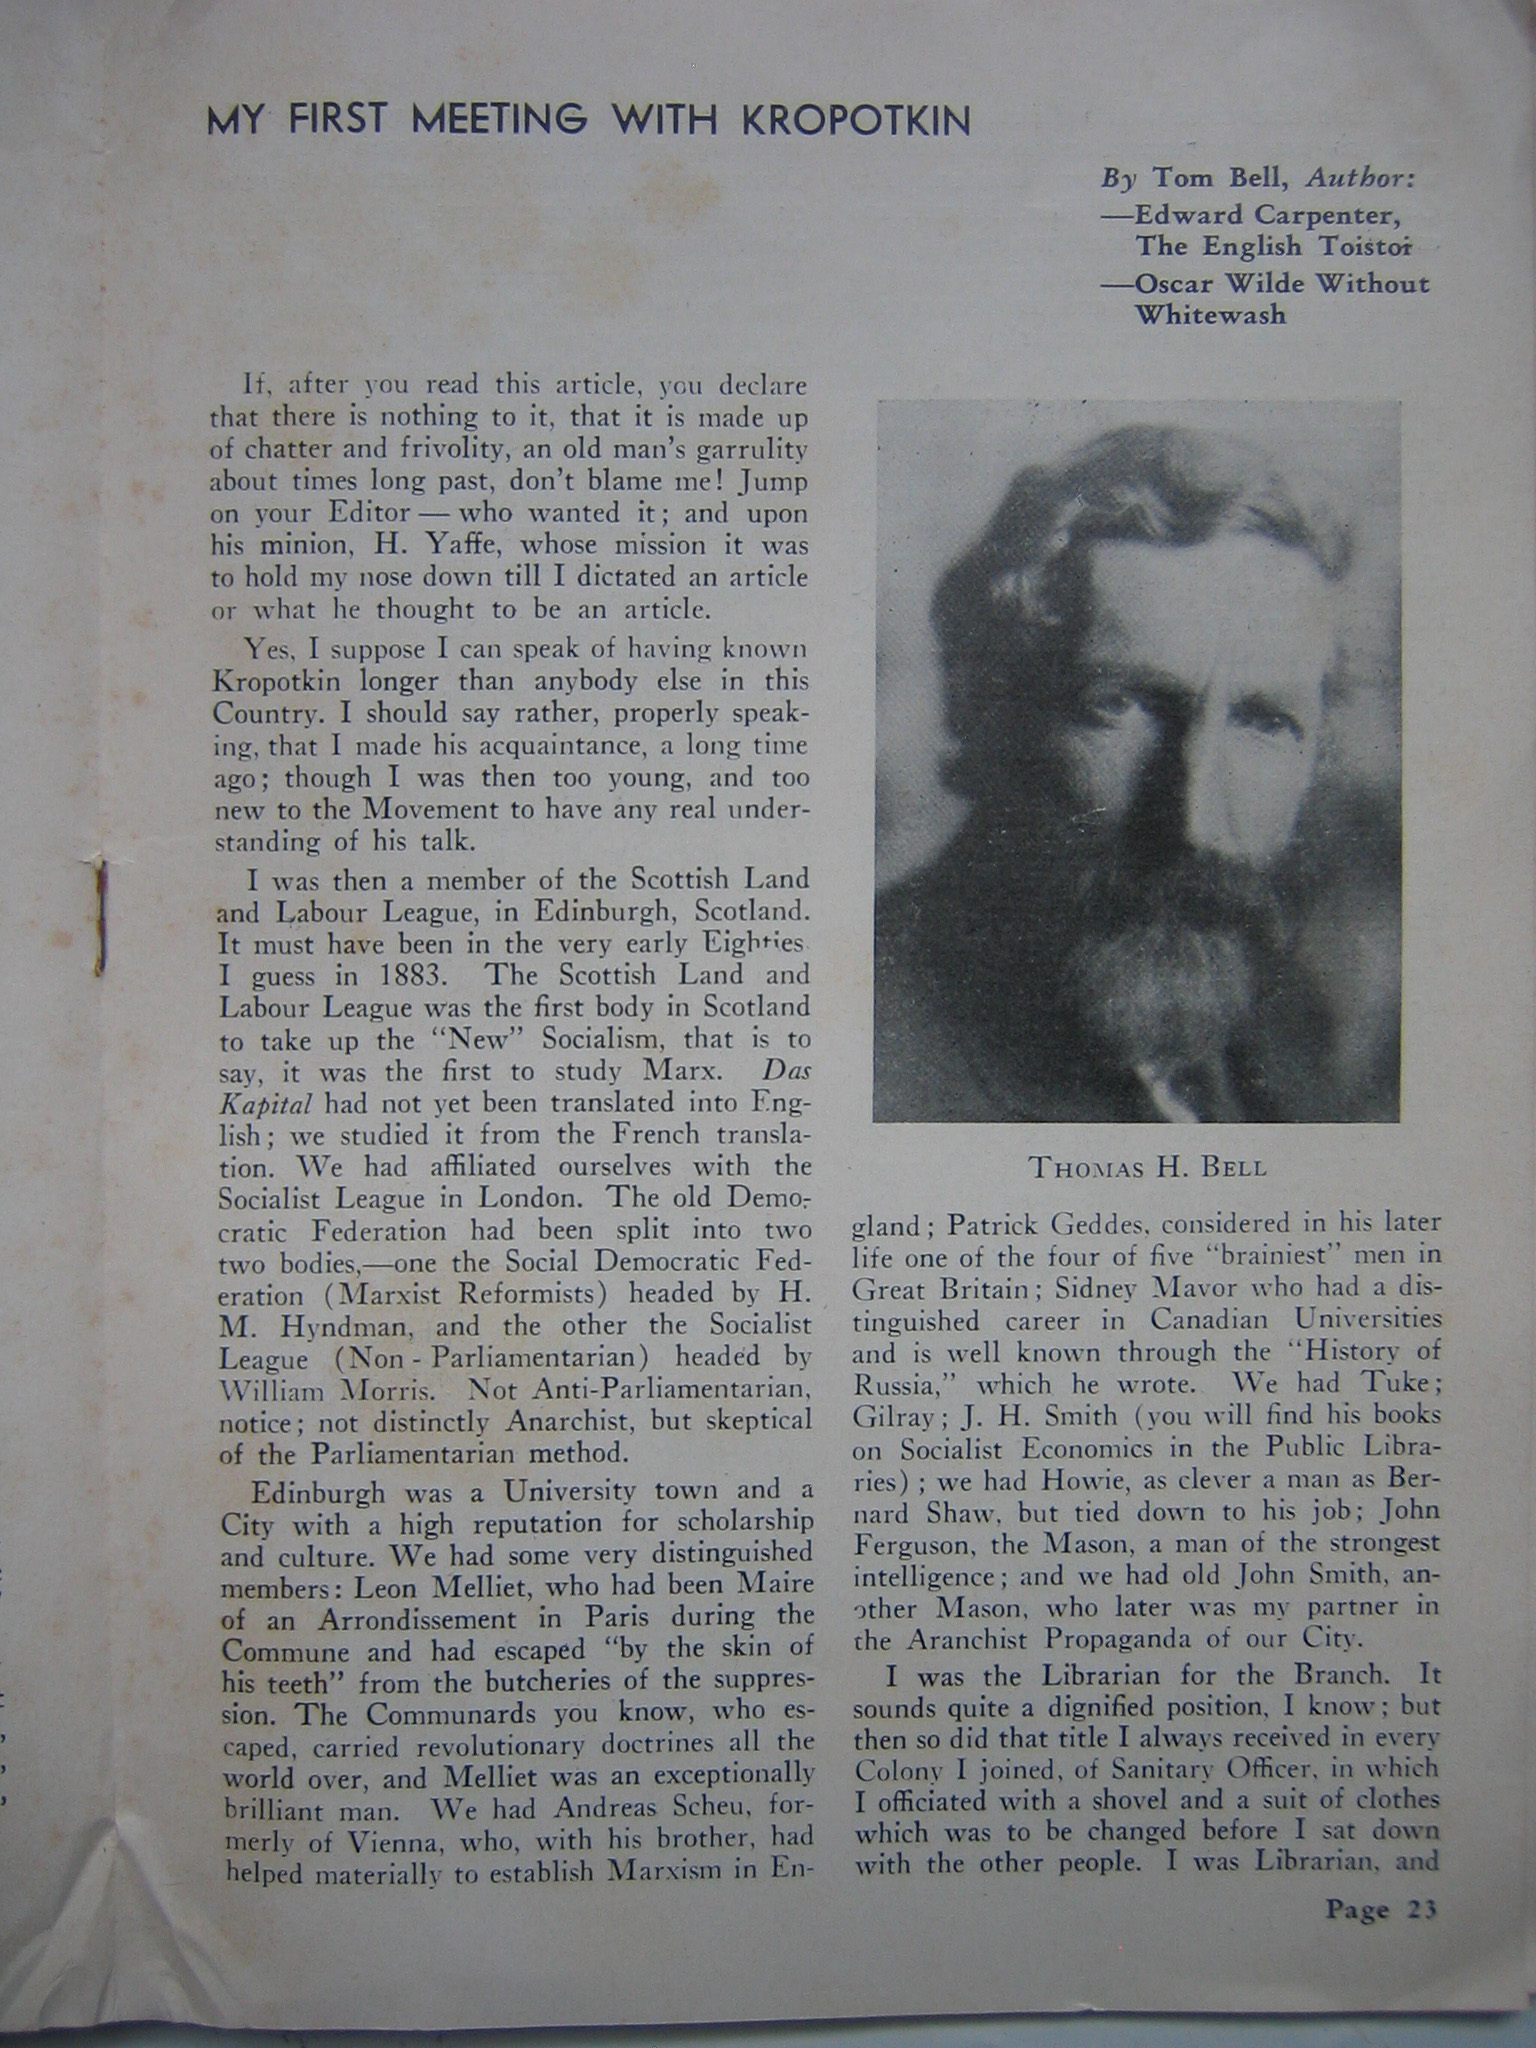 MY FIRST MEETING WITH KROPOTKIN
By Tom Bell, Author:
—Edward Carpenter,
The English Toistoi
—Oscar Wilde Without
Whitewash
If, after you read this article, you declare
that there is nothing to it, that it is made up
of chatter and frivolity, an old man's garrulity
about times long past, don't blame me! Jump
on your Editor — who wanted it; and upon
his minion, H. Yaffe, whose mission it was
to hold my nose down till I dictated an article
or what he thought to be an article.
Yes, I suppose I can speak of having known
Kropotkin longer than anybody else in this
Country. I should say rather, properly speak-
ing, that I made his acquaintance, a long time
ago; though I was then too young, and too
new to the Movement to have any real under-
standing of his talk.
I was then a member of the Scottish Land
and Labour League, in Edinburgh, Scotland.
It must have been in the very early Eighties
I guess in 1883. The Scottish Land and
Labour League was the first body in Scotland
to take up the "New" Socialism, that is to
say, it was the first to study Marx. Das
Kapital had not yet been translated into Eng-
lish; we studied it from the French transla-
tion. We had affiliated ourselves with the
Socialist League in London. The old Demo-
cratic Federation had been split into two
two bodies,—one the Social Democratic Fed-
eration (Marxist Reformists) headed by H.
M. Hyndman, and the other the Socialist
League (Non - Parliamentarian) headed by
William Morris. Not Anti-Parliamentarian,
notice; not distinctly Anarchist, but skeptical
of the Parliamentarian method.
Edinburgh was a University town and a
City with a high reputation for scholarship
and culture. We had some very distinguished
members: Leon Melliet, who had been Maire
of an Arrondissement in Paris during the
Commune and had escaped "by the skin of
his teeth" from the butcheries of the suppres-
sion. The Communards you know, who es-
caped, carried revolutionary doctrines all the
world over, and Melliet was an exceptionally
brilliant man. We had Andreas Scheu, for-
merly of Vienna, who, with his brother, had
helped materially to establish Marxism in En-
THOMAS H. BELL
gland; Patrick Geddes, considered in his later
life one of the four of five "brainiest" men in
Great Britain; Sidney Mavor who had a dis-
tinguished career in Canadian Universities
and is well known through the "History of
Russia," which he wrote. We had Tuke;
Gilray; J. H. Smith (you will find his books
on Socialist Economics in the Public Libra-
ries) ; we had Howie, as clever a man as Ber-
nard Shaw, but tied down to his job; John
Ferguson, the Mason, a man of the strongest
intelligence; and we had old John Smith, an-
other Mason, who later was my partner in
the Aranchist Propaganda of our City.
I was the Librarian for the Branch. It
sounds quite a dignified position, I know; but
then so did that title I always received in every
Colony I joined, of Sanitary Officer, in which
I officiated with a shovel and a suit of clothes
which was to be changed before I sat down
with the other people. I was Librarian, and
Page 23